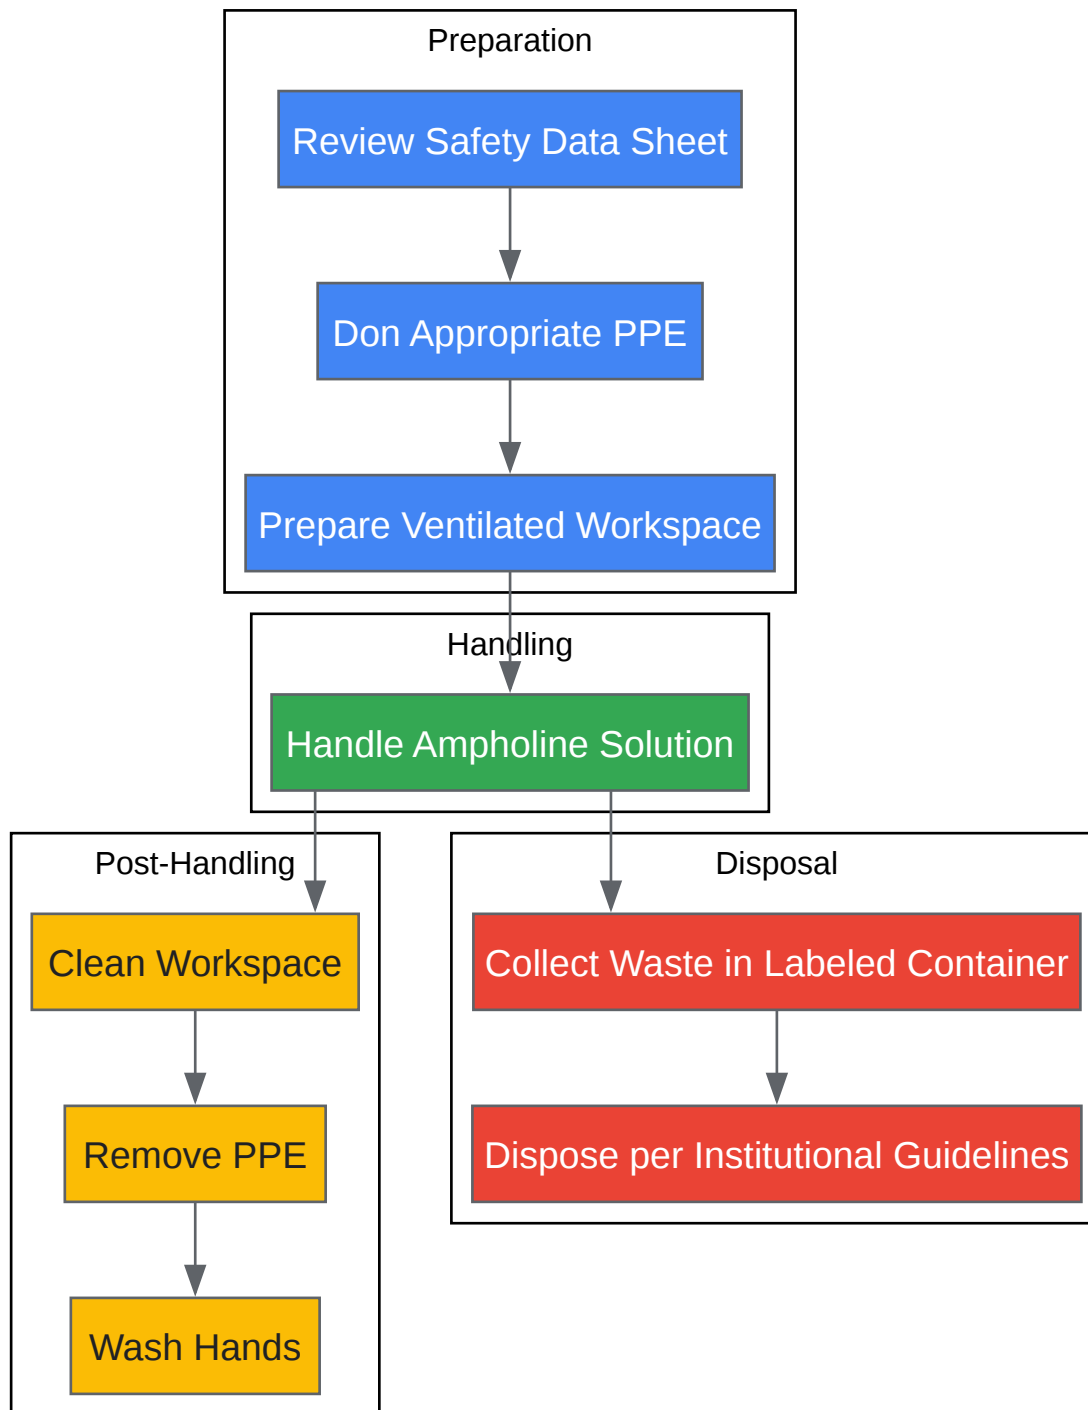 Preparation
Review Safety Data Sheet
Don Appropriate PPE
Prepare Ventilated Workspace
Handling
Handle Ampholine Solution
Post-Handling
Clean Workspace
Remove PPE
Wash Hands
Disposal
Collect Waste in Labeled Container
Dispose per Institutional Guidelines